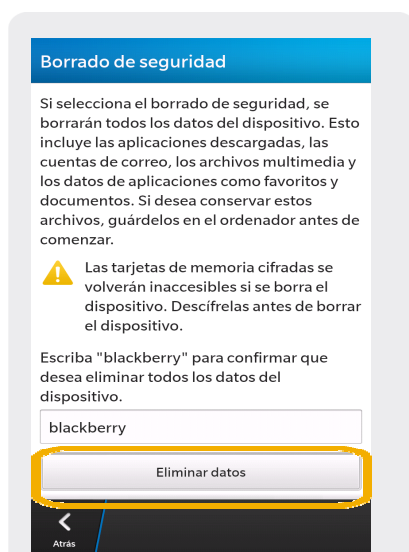 Borrado de seguridad
Si selecciona el borrado de seguridad, se
borrarán todos los datos del dispositivo. Esto
incluye las aplicaciones descargadas, las
cuentas de correo, los archivos multimedia y
los datos de aplicaciones como favoritos y
documentos. Si desea conservar estos
archivos, guárdelos en el ordenador antes de
comenzar.
Las tarjetas de memoria cifradas se
volverán inaccesibles si se borra el
dispositivo. Descífrelas antes de borrar
el dispositivo.
Escriba "blackberry" para confirmar que
desea eliminar todos los datos del
dispositivo.
blackberry
Eliminar datos
Atrás